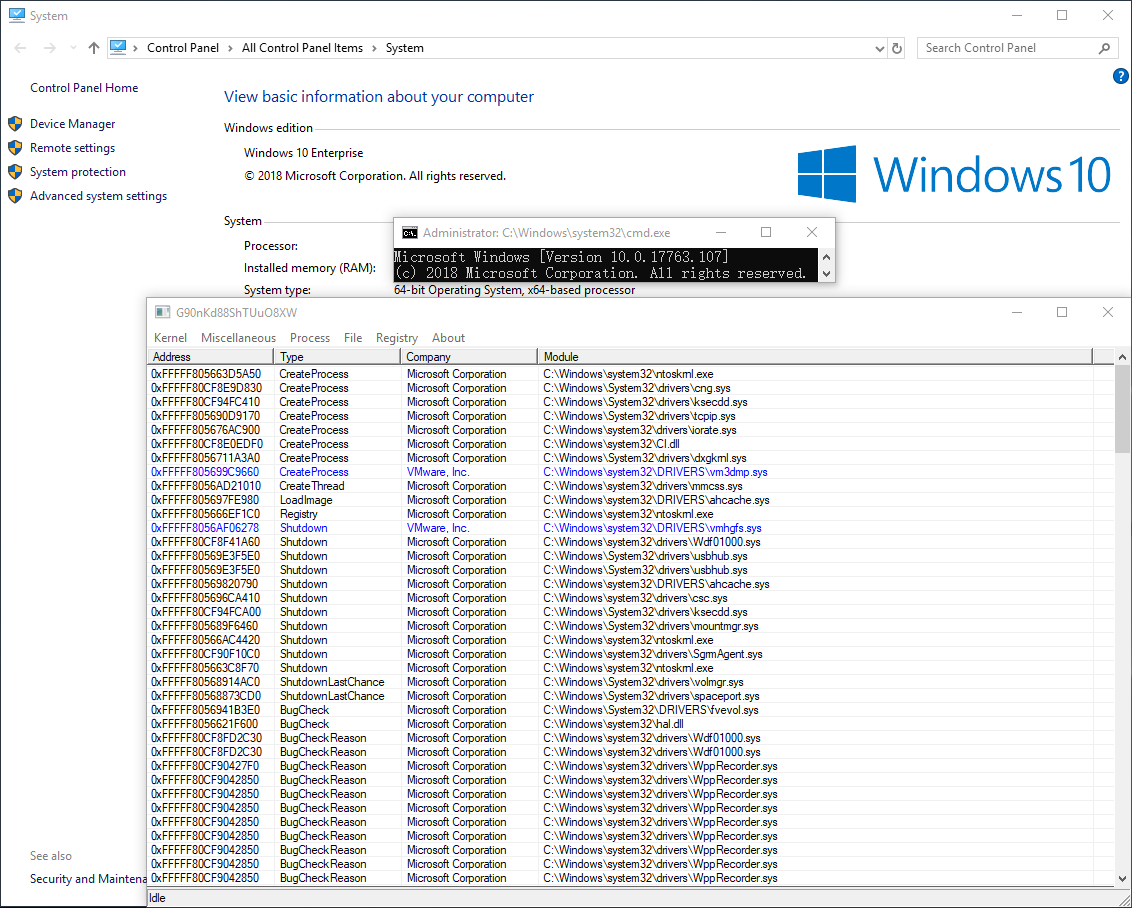 System
Control Panel > All Control Panel Items > System
Search Control Panel
?
Control Panel Home
Device Manager
Remote settings
System protection
Advanced system settings
View basic information about your computer
Windows edition
Windows 10 Enterprise
© 2018 Microsoft Corporation. All rights reserved.
Windows 10
System
Processor:
Installed memory (RAM):
System type:
64-bit Operating System, x64-based processor
Administrator: C:\Windows\system32\cmd.exe
Microsoft Windows [Version 10.0.17763.107]
(c) 2018 Microsoft Corporation. All rights reserved.
G90nKd88ShTUuO8XW
Kernel Miscellaneous Process File Registry About
Address Type Company Module
0xFFFFF805663D5A50 CreateProcess Microsoft Corporation C:\Windows\system32\ntoskrnl.exe
0xFFFFF80CF8E9D830 CreateProcess Microsoft Corporation C:\Windows\System32\drivers\cng.sys
0xFFFFF80CF94FC410 CreateProcess Microsoft Corporation C:\Windows\System32\drivers\ksecdd.sys
0xFFFFF805690D9170 CreateProcess Microsoft Corporation C:\Windows\System32\drivers\tcpip.sys
0xFFFFF805676AC900 CreateProcess Microsoft Corporation C:\Windows\system32\drivers\iorate.sys
0xFFFFF80CF8E0EDF0 CreateProcess Microsoft Corporation C:\Windows\system32\CI.dll
0xFFFFF8056711A3A0 CreateProcess Microsoft Corporation C:\Windows\System32\drivers\dxgkrnl.sys
0xFFFFF805699C9660 CreateProcess VMware, Inc. C:\Windows\system32\DRIVERS\vm3dmp.sys
0xFFFFF8056AD21010 CreateThread Microsoft Corporation C:\Windows\system32\drivers\mmcss.sys
0xFFFFF805697FE980 LoadImage Microsoft Corporation C:\Windows\system32\DRIVERS\ahcache.sys
0xFFFFF805666EF1C0 Registry Microsoft Corporation C:\Windows\system32\ntoskrnl.exe
0xFFFFF8056AF06278 Shutdown VMware, Inc. C:\Windows\system32\DRIVERS\vmhgfs.sys
0xFFFFF80CF8F41A60 Shutdown Microsoft Corporation C:\Windows\system32\drivers\Wdf01000.sys
0xFFFFF80569E3F5E0 Shutdown Microsoft Corporation C:\Windows\System32\drivers\usbhub.sys
0xFFFFF80569E3F5E0 Shutdown Microsoft Corporation C:\Windows\System32\drivers\usbhub.sys
0xFFFFF80569820790 Shutdown Microsoft Corporation C:\Windows\system32\DRIVERS\ahcache.sys
0xFFFFF805696CA410 Shutdown Microsoft Corporation C:\Windows\system32\drivers\csc.sys
0xFFFFF80CF94FCA00 Shutdown Microsoft Corporation C:\Windows\System32\drivers\ksecdd.sys
0xFFFFF805689F6460 Shutdown Microsoft Corporation C:\Windows\System32\drivers\mountmgr.sys
0xFFFFF80566AC4420 Shutdown Microsoft Corporation C:\Windows\system32\ntoskrnl.exe
0xFFFFF80CF90F10C0 Shutdown Microsoft Corporation C:\Windows\system32\drivers\SgrmAgent.sys
0xFFFFF805663C8F70 Shutdown Microsoft Corporation C:\Windows\system32\ntoskrnl.exe
0xFFFFF80568914AC0 ShutdownLastChance Microsoft Corporation C:\Windows\System32\drivers\volmgr.sys
0xFFFFF80568873CD0 ShutdownLastChance Microsoft Corporation C:\Windows\System32\drivers\spaceport.sys
0xFFFFF8056941B3E0 BugCheck Microsoft Corporation C:\Windows\System32\DRIVERS\fvevol.sys
0xFFFFF8056621F600 BugCheck Microsoft Corporation C:\Windows\system32\hal.dll
0xFFFFF80CF8FD2C30 BugCheckReason Microsoft Corporation C:\Windows\system32\drivers\Wdf01000.sys
0xFFFFF80CF8FD2C30 BugCheckReason Microsoft Corporation C:\Windows\system32\drivers\Wdf01000.sys
0xFFFFF80CF90427F0 BugCheckReason Microsoft Corporation C:\Windows\system32\drivers\WppRecorder.sys
0xFFFFF80CF9042850 BugCheckReason Microsoft Corporation C:\Windows\system32\drivers\WppRecorder.sys
0xFFFFF80CF9042850 BugCheckReason Microsoft Corporation C:\Windows\system32\drivers\WppRecorder.sys
0xFFFFF80CF9042850 BugCheckReason Microsoft Corporation C:\Windows\system32\drivers\WppRecorder.sys
0xFFFFF80CF9042850 BugCheckReason Microsoft Corporation C:\Windows\system32\drivers\WppRecorder.sys
0xFFFFF80CF9042850 BugCheckReason Microsoft Corporation C:\Windows\system32\drivers\WppRecorder.sys
0xFFFFF80CF9042850 BugCheckReason Microsoft Corporation C:\Windows\system32\drivers\WppRecorder.sys
0xFFFFF80CF9042850 BugCheckReason Microsoft Corporation C:\Windows\system32\drivers\WppRecorder.sys
0xFFFFF80CF9042850 BugCheckReason Microsoft Corporation C:\Windows\system32\drivers\WppRecorder.sys
See also
Security and Maintena
Idle